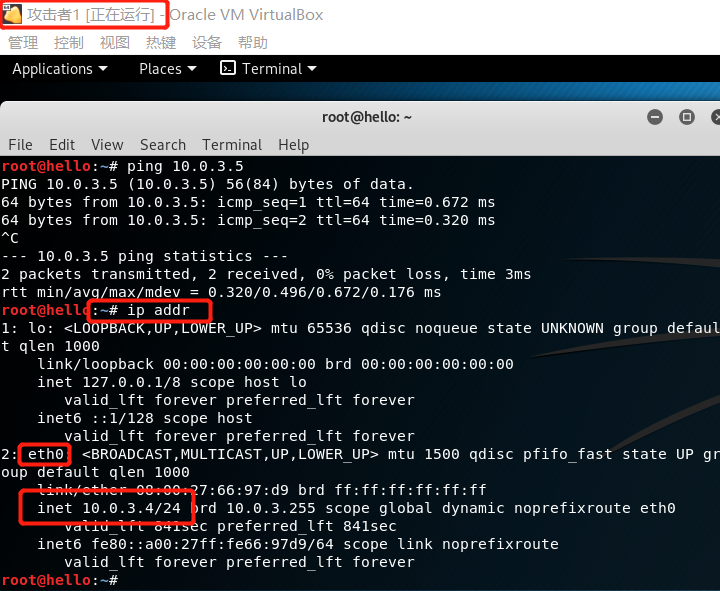 攻击者1 [正在运行] - Oracle VM VirtualBox
管理 控制 视图 热键 设备 帮助
Applications Places Terminal
root@hello: ~
File Edit View Search Terminal Help
root@hello:~# ping 10.0.3.5
PING 10.0.3.5 (10.0.3.5) 56(84) bytes of data.
64 bytes from 10.0.3.5: icmp_seq=1 ttl=64 time=0.672 ms
64 bytes from 10.0.3.5: icmp_seq=2 ttl=64 time=0.320 ms
^C
--- 10.0.3.5 ping statistics ---
2 packets transmitted, 2 received, 0% packet loss, time 3ms
rtt min/avg/max/mdev = 0.320/0.496/0.672/0.176 ms
root@hello:~# ip addr
1: lo: <LOOPBACK,UP,LOWER_UP> mtu 65536 qdisc noqueue state UNKNOWN group defaul
t qlen 1000
    link/loopback 00:00:00:00:00:00 brd 00:00:00:00:00:00
    inet 127.0.0.1/8 scope host lo
       valid_lft forever preferred_lft forever
    inet6 ::1/128 scope host
       valid_lft forever preferred_lft forever
2: eth0: <BROADCAST,MULTICAST,UP,LOWER_UP> mtu 1500 qdisc pfifo_fast state UP gr
oup default qlen 1000
    link/ether 08:00:27:66:97:d9 brd ff:ff:ff:ff:ff:ff
    inet 10.0.3.4/24 brd 10.0.3.255 scope global dynamic noprefixroute eth0
       valid_lft 841sec preferred_lft 841sec
    inet6 fe80::a00:27ff:fe66:97d9/64 scope link noprefixroute
       valid_lft forever preferred_lft forever
root@hello:~#